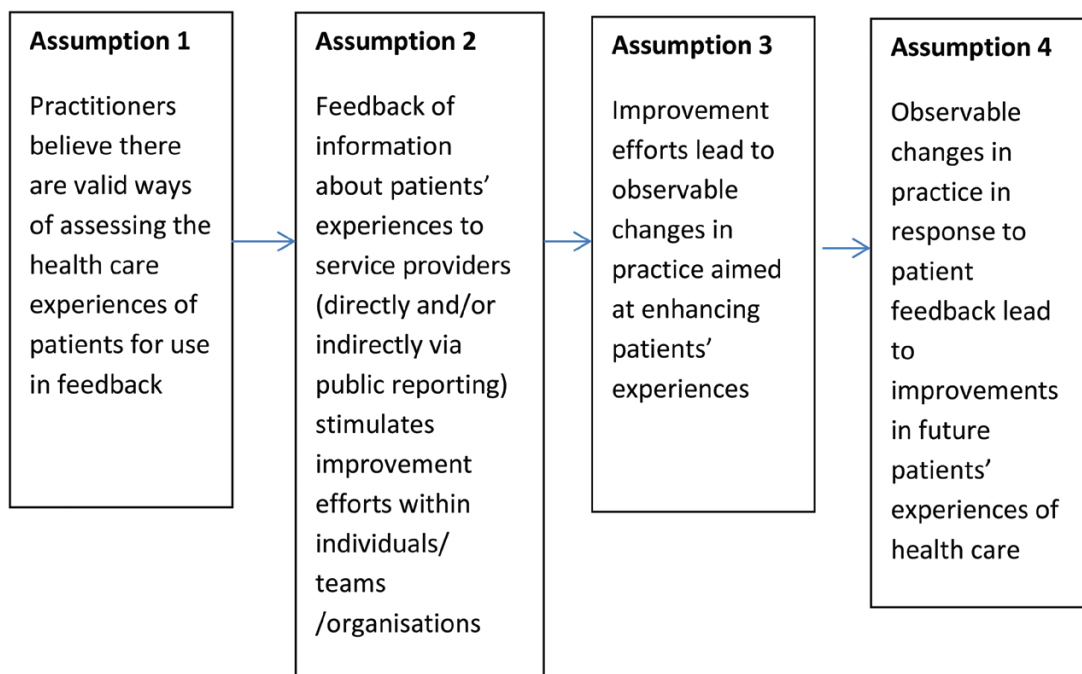 Assumption 1
Practitioners
believe there
are valid ways
of assessing the
health care
experiences of
patients for use
in feedback
Assumption 2
Feedback of
information
about patients’
experiences to
service providers
(directly and/or
indirectly via
public reporting)
stimulates
improvement
efforts within
individuals/
teams
/organisations
Assumption 3
Improvement
efforts lead to
observable
changes in
practice aimed
at enhancing
patients’
experiences
Assumption 4
Observable
changes in
practice in
response to
patient
feedback lead
to
improvements
in future
patients’
experiences of
health care